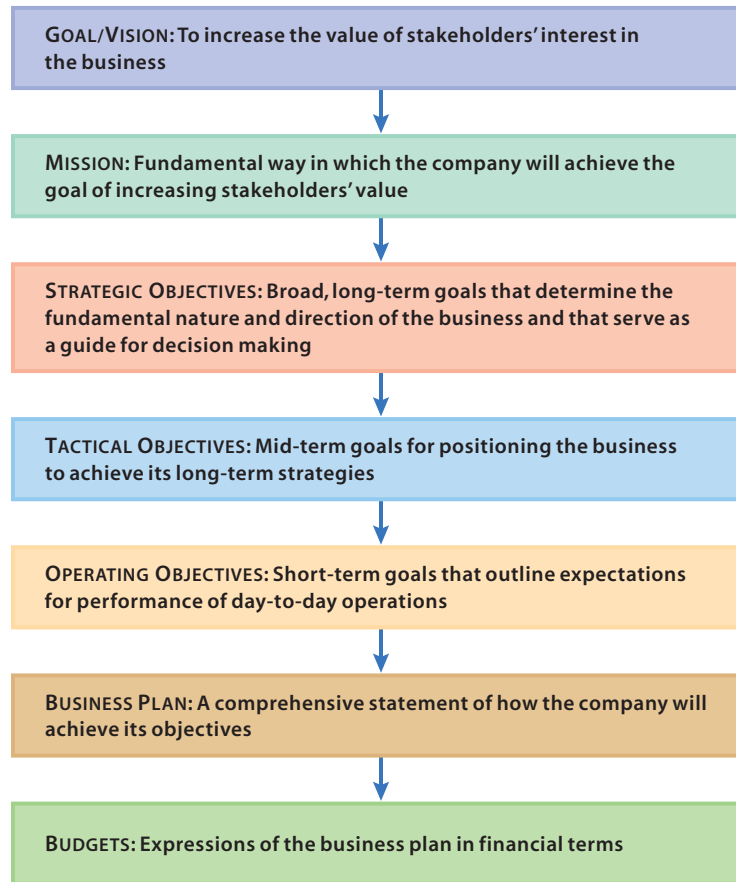 GOAL/VISION: To increase the value of stakeholders’ interest in
the business
MISSION: Fundamental way in which the company will achieve the
goal of increasing stakeholders’ value
STRATEGIC OBJECTIVES: Broad, long-term goals that determine the
fundamental nature and direction of the business and that serve as
a guide for decision making
TACTICAL OBJECTIVES: Mid-term goals for positioning the business
to achieve its long-term strategies
OPERATING OBJECTIVES: Short-term goals that outline expectations
for performance of day-to-day operations
BUSINESS PLAN: A comprehensive statement of how the company will
achieve its objectives
BUDGETS: Expressions of the business plan in financial terms